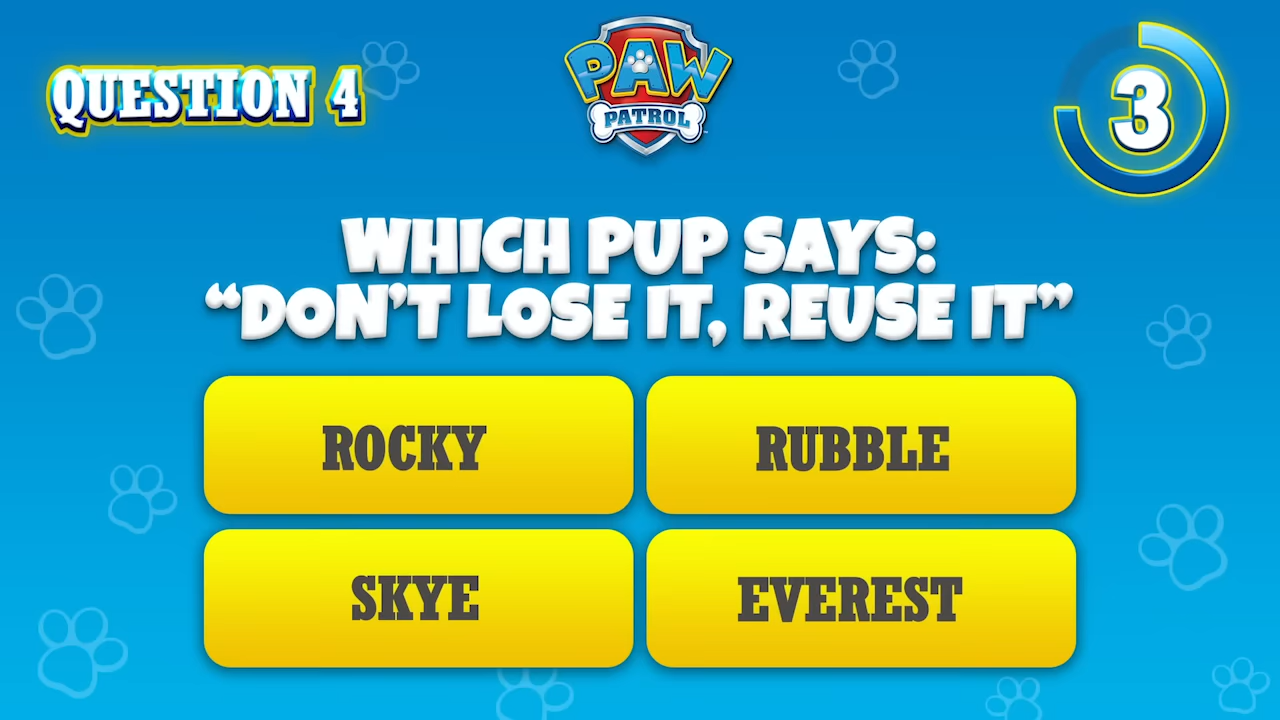 QUESTION 4
PAW
PATROL
3
WHICH PUP SAYS:
“DON’T LOSE IT, REUSE IT”
ROCKY
RUBBLE
SKYE
EVEREST